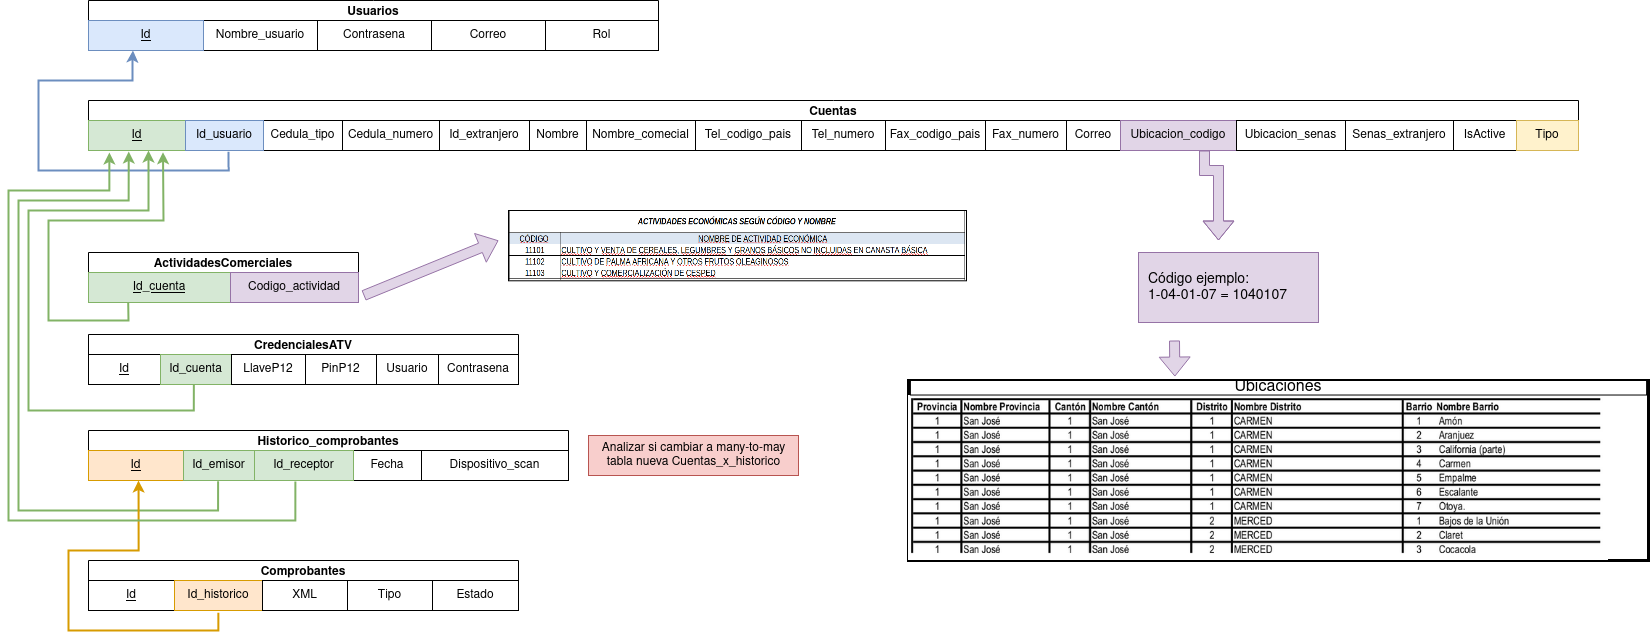 Usuarios
Id Nombre_usuario Contrasena Correo Rol
Cuentas
Id Id_usuario Cedula_tipo Cedula_numero Id_extranjero Nombre Nombre_comecial Tel_codigo_pais Tel_numero Fax_codigo_pais Fax_numero Correo Ubicacion_codigo Ubicacion_senas Senas_extranjero IsActive Tipo
ACTIVIDADES ECONÓMICAS SEGÚN CÓDIGO Y NOMBRE
CÓDIGO NOMBRE DE ACTIVIDAD ECONÓMICA
11101 CULTIVO Y VENTA DE CEREALES, LEGUMBRES Y GRANOS BÁSICOS NO INCLUIDAS EN CANASTA BÁSICA
11102 CULTIVO DE PALMA AFRICANA Y OTROS FRUTOS OLEAGINOSOS
11103 CULTIVO Y COMERCIALIZACIÓN DE CESPED
ActividadesComerciales
Id_cuenta Codigo_actividad
Código ejemplo:
1-04-01-07 = 1040107
CredencialesATV
Id Id_cuenta LlaveP12 PinP12 Usuario Contrasena
Historico_comprobantes
Id Id_emisor Id_receptor Fecha Dispositivo_scan
Analizar si cambiar a many-to-may
tabla nueva Cuentas_x_historico
Comprobantes
Id Id_historico XML Tipo Estado
Ubicaciones
Provincia Nombre Provincia Cantón Nombre Cantón Distrito Nombre Distrito Barrio Nombre Barrio
1 San José 1 San José 1 CARMEN 1 Amón
1 San José 1 San José 1 CARMEN 2 Aranjuez
1 San José 1 San José 1 CARMEN 3 California (parte)
1 San José 1 San José 1 CARMEN 4 Carmen
1 San José 1 San José 1 CARMEN 5 Empalme
1 San José 1 San José 1 CARMEN 6 Escalante
1 San José 1 San José 1 CARMEN 7 Otoya.
1 San José 1 San José 2 MERCED 1 Bajos de la Unión
1 San José 1 San José 2 MERCED 2 Claret
1 San José 1 San José 2 MERCED 3 Cocacola